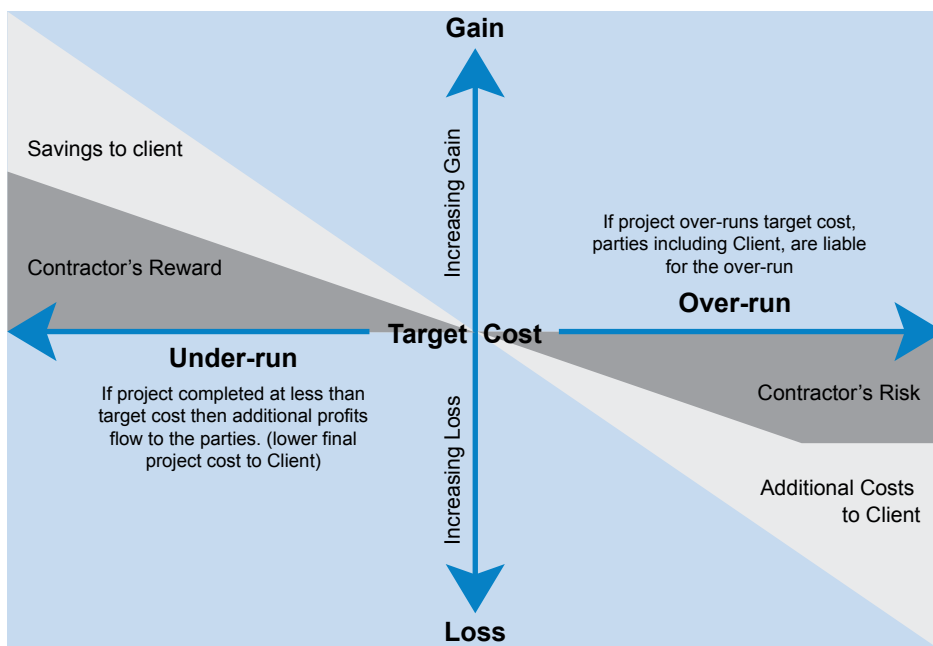 Gain
Savings to client
Increasing Gain
If project over-runs target cost,
parties including Client, are liable
for the over-run
Contractor’s Reward
Over-run
Target Cost
Under-run
If project completed at less than
target cost then additional profits
flow to the parties. (lower final
project cost to Client)
Increasing Loss
Contractor’s Risk
Additional Costs
to Client
Loss